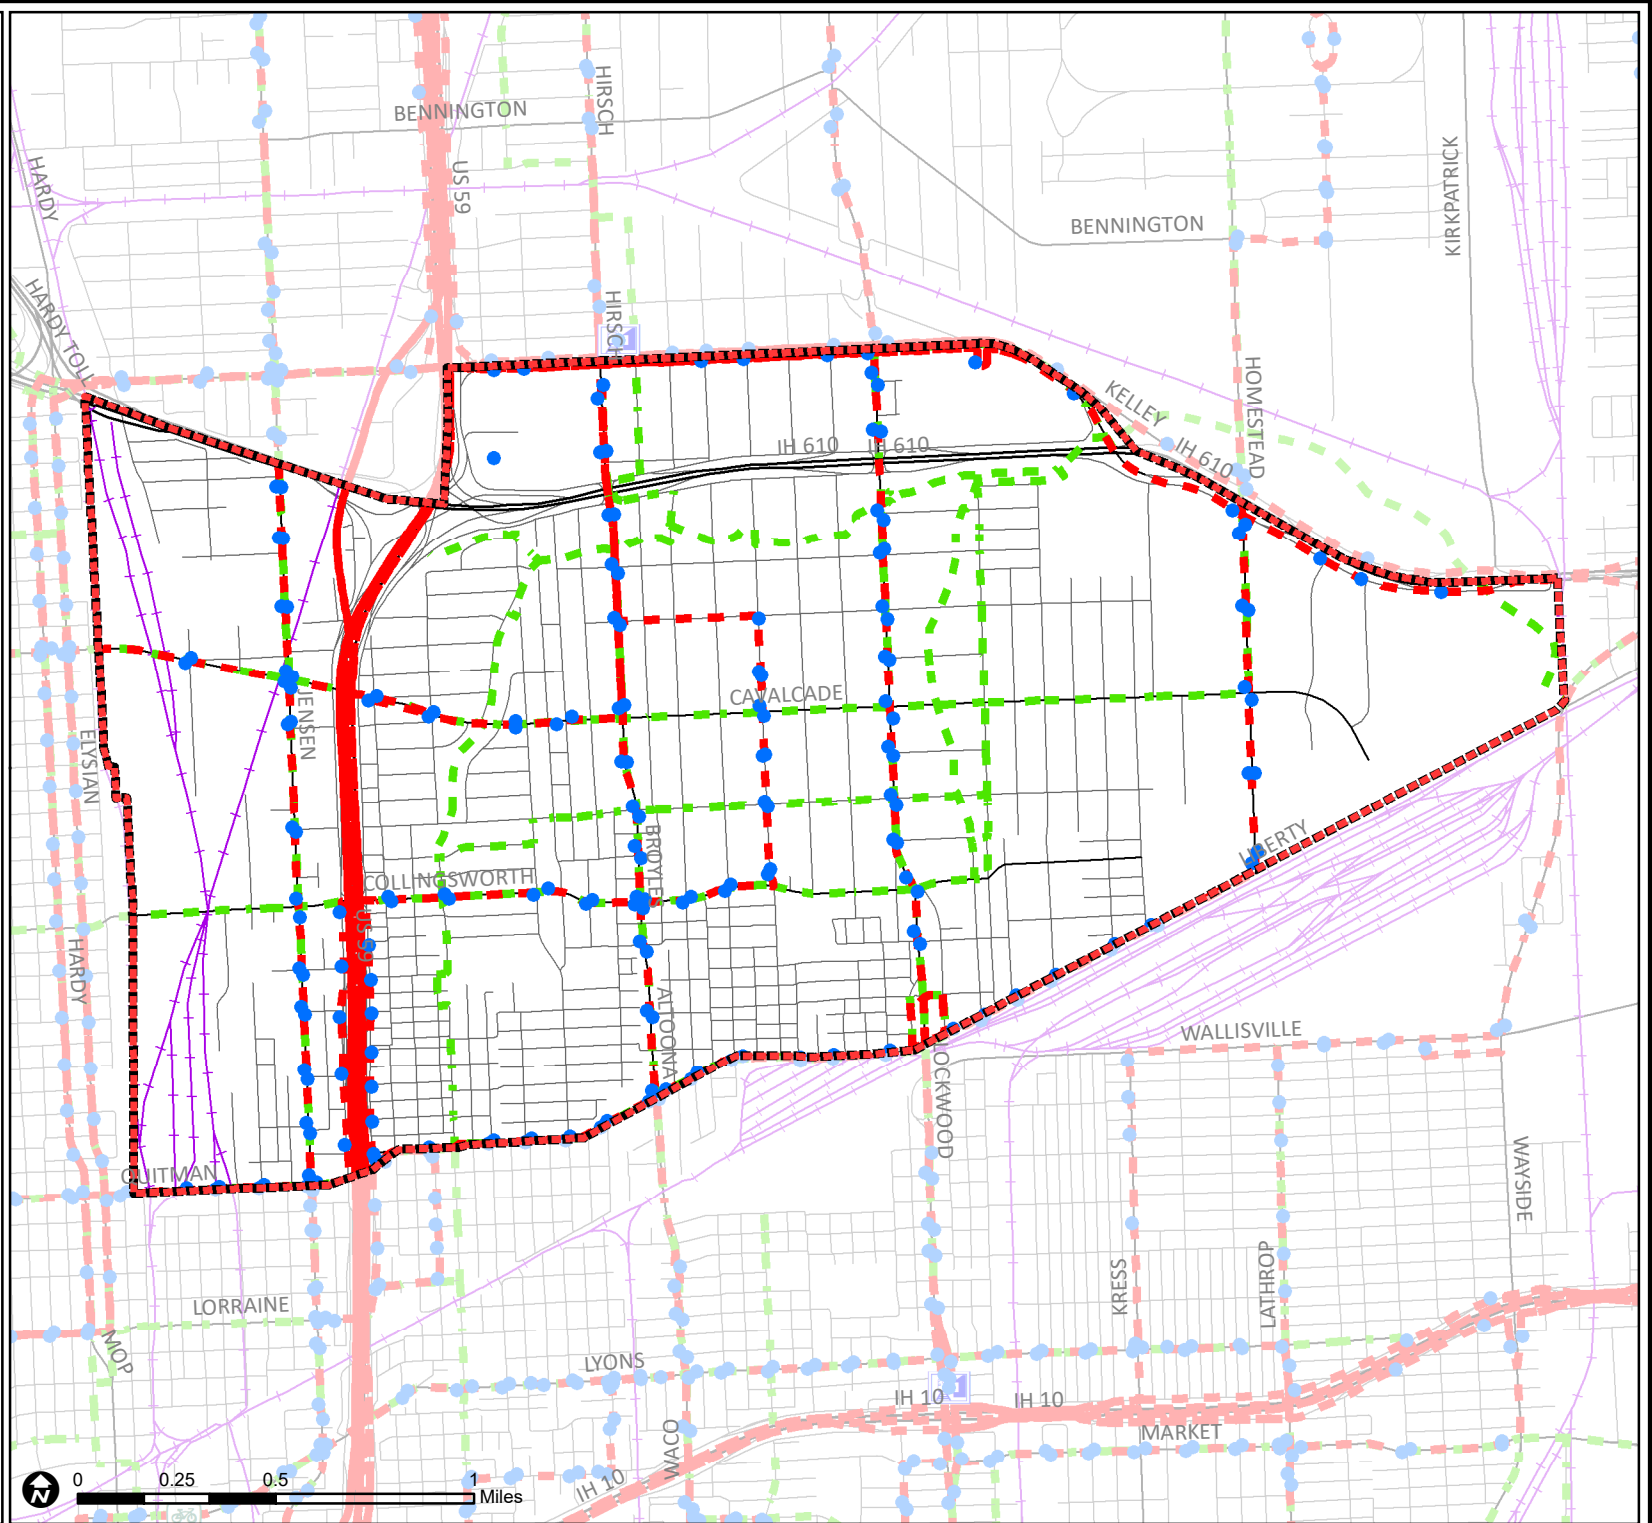 BENNINGTON
HIRSCH
US 59
HARDY
KIRKPATRICK
BENNINGTON
HARDY TOLL
HIRSCH
HOMESTEAD
KELLEY
IH 610
IH 610
IH 610
CAVALCADE
JENSEN
ELYSIAN
BROYLES
LIBERTY
COLLINGSWORTH
US 59
HARDY
ALTOONA
WALLISVILLE
LOCKWOOD
QUITMAN
WAYSIDE
KRESS
LATHROP
LORRAINE
MOP
LYONS
IH 10
IH 10
MARKET
WACO
IH 10
N
0 0.25 0.5 1
Miles